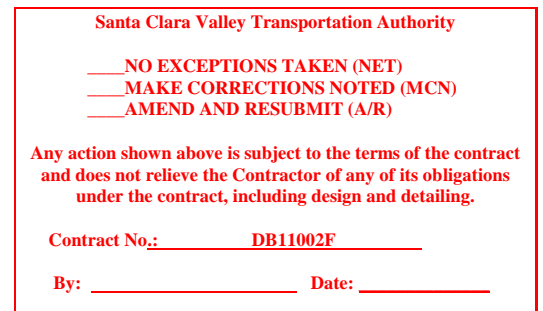 Santa Clara Valley Transportation Authority
____NO EXCEPTIONS TAKEN (NET)
____MAKE CORRECTIONS NOTED (MCN)
____AMEND AND RESUBMIT (A/R)
Any action shown above is subject to the terms of the contract
and does not relieve the Contractor of any of its obligations
under the contract, including design and detailing.
Contract No.: DB11002F
By: ____________________ Date: ______________